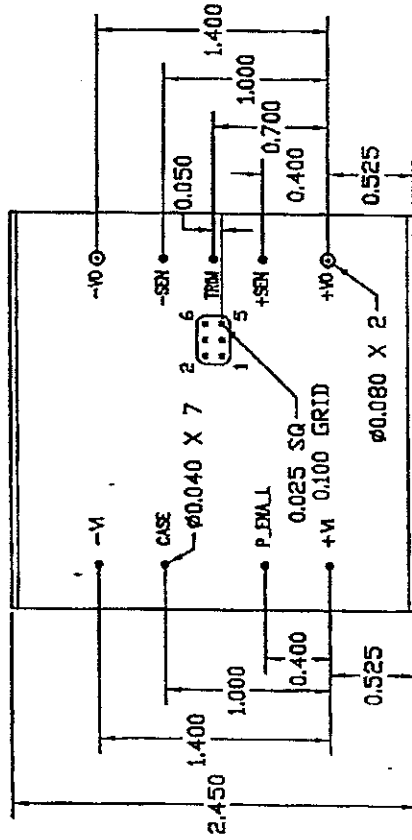 1.400
1.000
0.700
0.050
0.400
0.525
-VO
-SEN
TRIM
+SEN
+VO
2
6
1
5
0.025 SQ
0.100 GRID
Ø0.080 X 2
-VI
CASE
Ø0.040 X 7
P_ENA_L
+VI
0.400
1.000
0.525
1.400
2.450